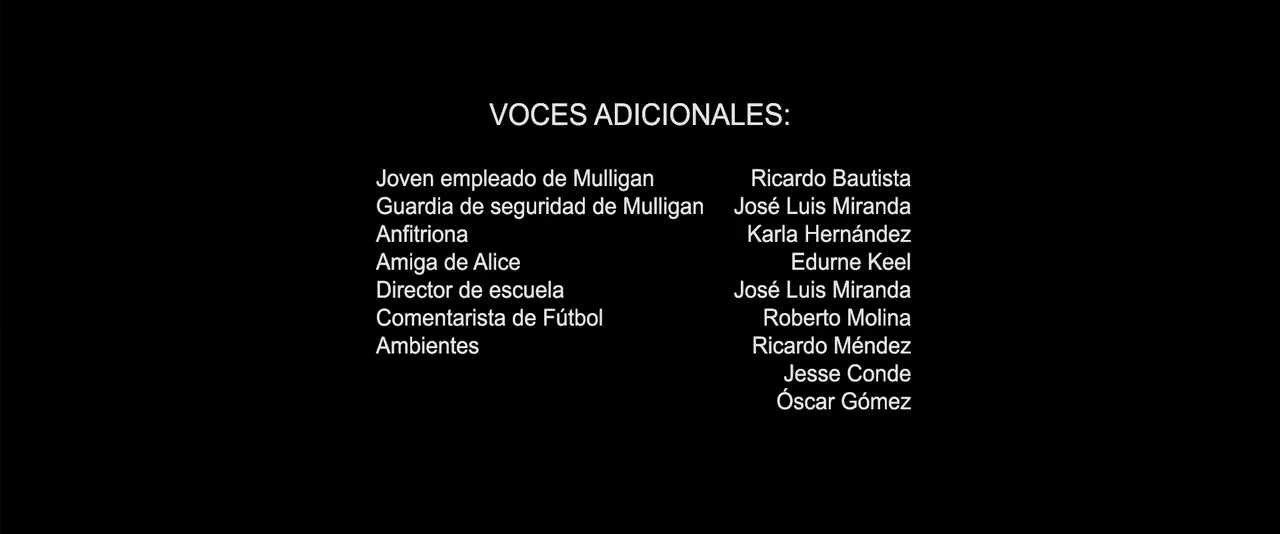 VOCES ADICIONALES:
Joven empleado de Mulligan Ricardo Bautista
Guardia de seguridad de Mulligan José Luis Miranda
Anfitriona Karla Hernández
Amiga de Alice Edurne Keel
Director de escuela José Luis Miranda
Comentarista de Fútbol Roberto Molina
Ambientes Ricardo Méndez
Jesse Conde
Óscar Gómez